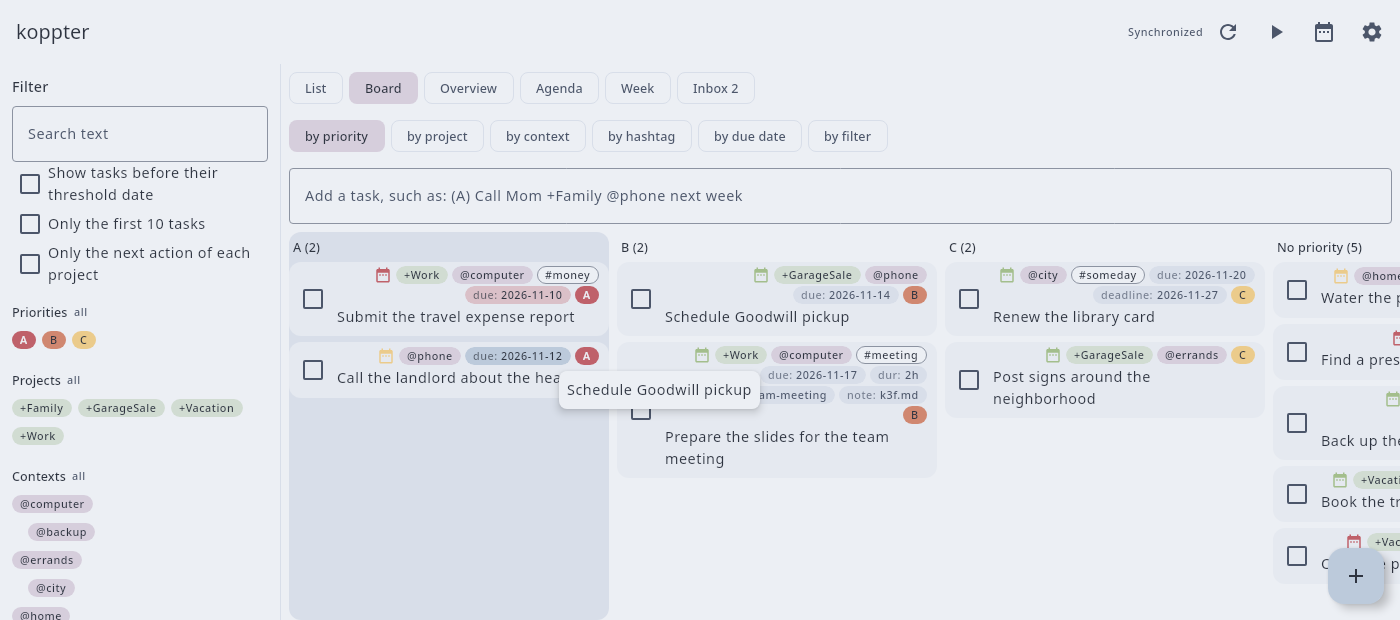 koppter
Synchronized
Filter
Search text
Show tasks before their
threshold date
Only the first 10 tasks
Only the next action of each
project
Priorities all
A B C
Projects all
+Family +GarageSale +Vacation
+Work
Contexts all
@computer
@backup
@errands
@city
@home
List Board Overview Agenda Week Inbox 2
by priority by project by context by hashtag by due date by filter
Add a task, such as: (A) Call Mom +Family @phone next week
A (2)
+Work @computer #money
due: 2026-11-10 A
Submit the travel expense report
@phone due: 2026-11-12 A
Call the landlord about the hea
Schedule Goodwill pickup
B (2)
+GarageSale @phone
due: 2026-11-14 B
Schedule Goodwill pickup
+Work @computer #meeting
due: 2026-11-17 dur: 2h
am-meeting note: k3f.md
B
Prepare the slides for the team
meeting
C (2)
@city #someday due: 2026-11-20
deadline: 2026-11-27 C
Renew the library card
+GarageSale @errands C
Post signs around the
neighborhood
No priority (5)
@home
Water the p
Find a pres
Back up the
+Vacati
Book the tr
+Vac
C e p